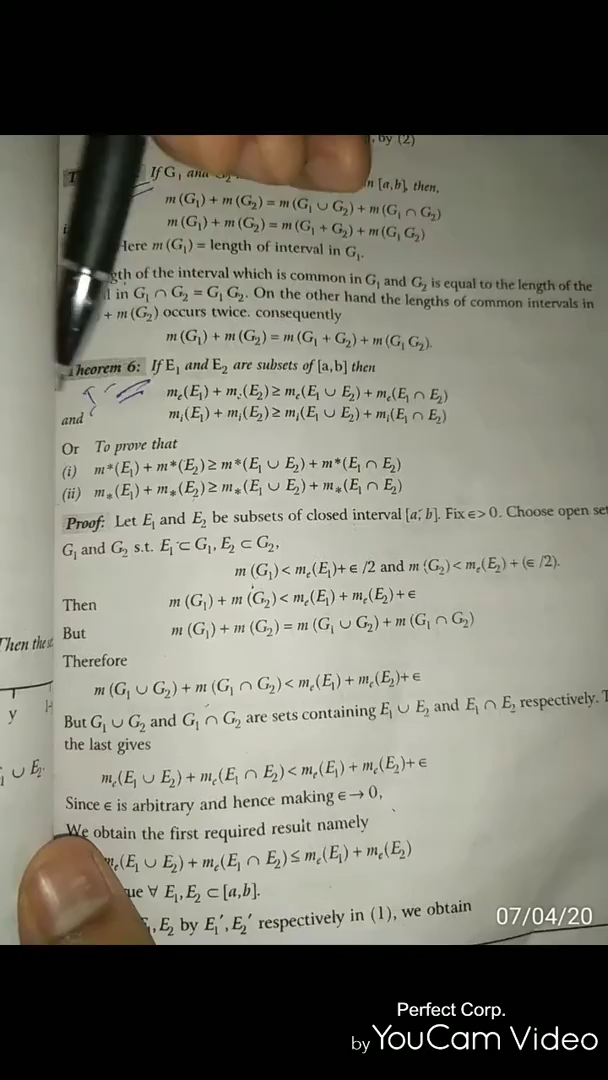 , by (2)
If G₁ and G₂ in [a,b], then,
m (G₁) + m (G₂) = m (G₁ ∪ G₂) + m (G₁ ∩ G₂)
m (G₁) + m (G₂) = m (G₁ + G₂) + m (G₁ G₂)
Here m (G₁) = length of interval in G₁.
gth of the interval which is common in G₁ and G₂ is equal to the length of the
l in G₁ ∩ G₂ = G₁ G₂. On the other hand the lengths of common intervals in
+ m (G₂) occurs twice. consequently
m (G₁) + m (G₂) = m (G₁ + G₂) + m (G₁ G₂).
Theorem 6: If E₁ and E₂ are subsets of [a,b] then
mₑ(E₁) + mₑ(E₂) ≥ mₑ(E₁ ∪ E₂) + mₑ(E₁ ∩ E₂)
and mᵢ(E₁) + mᵢ(E₂) ≥ mᵢ(E₁ ∪ E₂) + mᵢ(E₁ ∩ E₂)
Or To prove that
(i) m*(E₁) + m*(E₂) ≥ m*(E₁ ∪ E₂) + m*(E₁ ∩ E₂)
(ii) m⁎(E₁) + m⁎(E₂) ≥ m⁎(E₁ ∪ E₂) + m⁎(E₁ ∩ E₂)
Proof: Let E₁ and E₂ be subsets of closed interval [a, b]. Fix ∈> 0. Choose open set
G₁ and G₂ s.t. E₁ ⊂ G₁, E₂ ⊂ G₂,
m (G₁) < mₑ(E₁)+ ∈ /2 and m (G₂) < mₑ(E₂) + (∈ /2).
Then m (G₁) + m (G₂) < mₑ(E₁) + mₑ(E₂)+ ∈
But m (G₁) + m (G₂) = m (G₁ ∪ G₂) + m (G₁ ∩ G₂)
Therefore
m (G₁ ∪ G₂) + m (G₁ ∩ G₂) < mₑ(E₁) + mₑ(E₂)+ ∈
But G₁ ∪ G₂ and G₁ ∩ G₂ are sets containing E₁ ∪ E₂ and E₁ ∩ E₂ respectively. T
the last gives
mₑ(E₁ ∪ E₂) + mₑ(E₁ ∩ E₂) < mₑ(E₁) + mₑ(E₂)+ ∈
Since ∈ is arbitrary and hence making ∈→ 0,
We obtain the first required result namely
mₑ(E₁ ∪ E₂) + mₑ(E₁ ∩ E₂) ≤ mₑ(E₁) + mₑ(E₂)
ue ∀ E₁, E₂ ⊂ [a,b].
E₁, E₂ by E₁′, E₂′ respectively in (1), we obtain
Then the
y
∪ E₂
07/04/20
Perfect Corp.
by YouCam Video